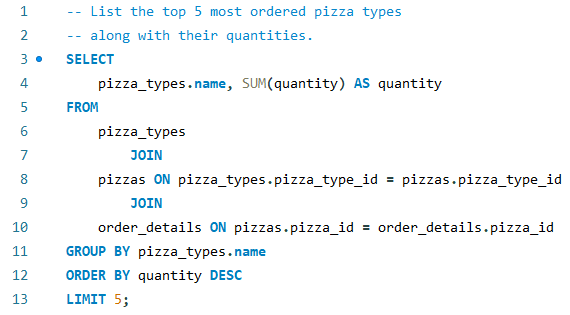 1 -- List the top 5 most ordered pizza types
2 -- along with their quantities.
3 SELECT
4 pizza_types.name, SUM(quantity) AS quantity
5 FROM
6 pizza_types
7 JOIN
8 pizzas ON pizza_types.pizza_type_id = pizzas.pizza_type_id
9 JOIN
10 order_details ON pizzas.pizza_id = order_details.pizza_id
11 GROUP BY pizza_types.name
12 ORDER BY quantity DESC
13 LIMIT 5;